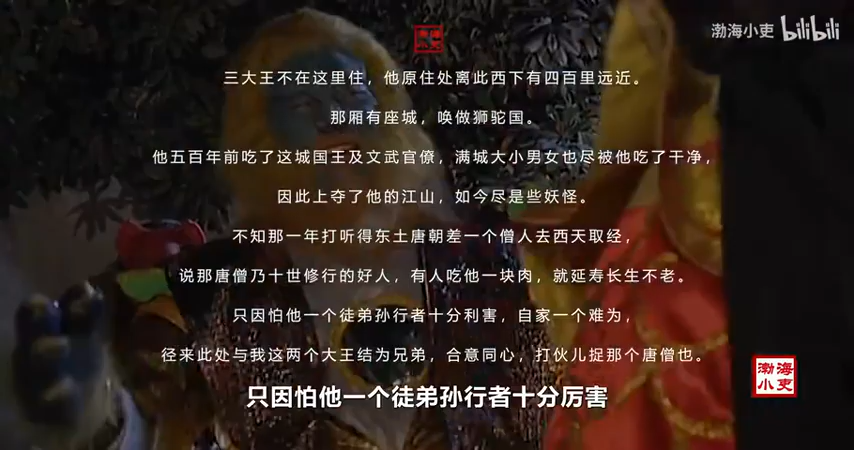 渤海小吏 bilibili
渤海
小吏
三大王不在这里住，他原住处离此西下有四百里远近。
那厢有座城，唤做狮驼国。
他五百年前吃了这城国王及文武官僚，满城大小男女也尽被他吃了干净，
因此上夺了他的江山，如今尽是些妖怪。
不知那一年打听得东土唐朝差一个僧人去西天取经，
说那唐僧乃十世修行的好人，有人吃他一块肉，就延寿长生不老。
只因怕他一个徒弟孙行者十分利害，自家一个难为，
径来此处与我这两个大王结为兄弟，合意同心，打伙儿捉那个唐僧也。
渤海
小吏
只因怕他一个徒弟孙行者十分厉害